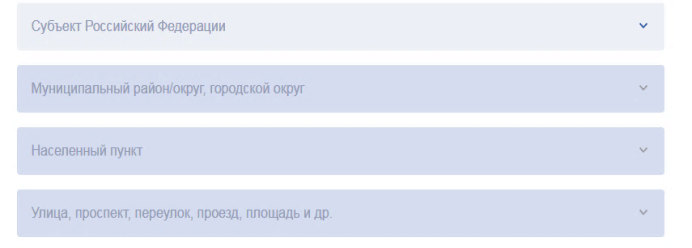 Субъект Российский Федерации
Муниципальный район/округ, городской округ
Населенный пункт
Улица, проспект, переулок, проезд, площадь и др.